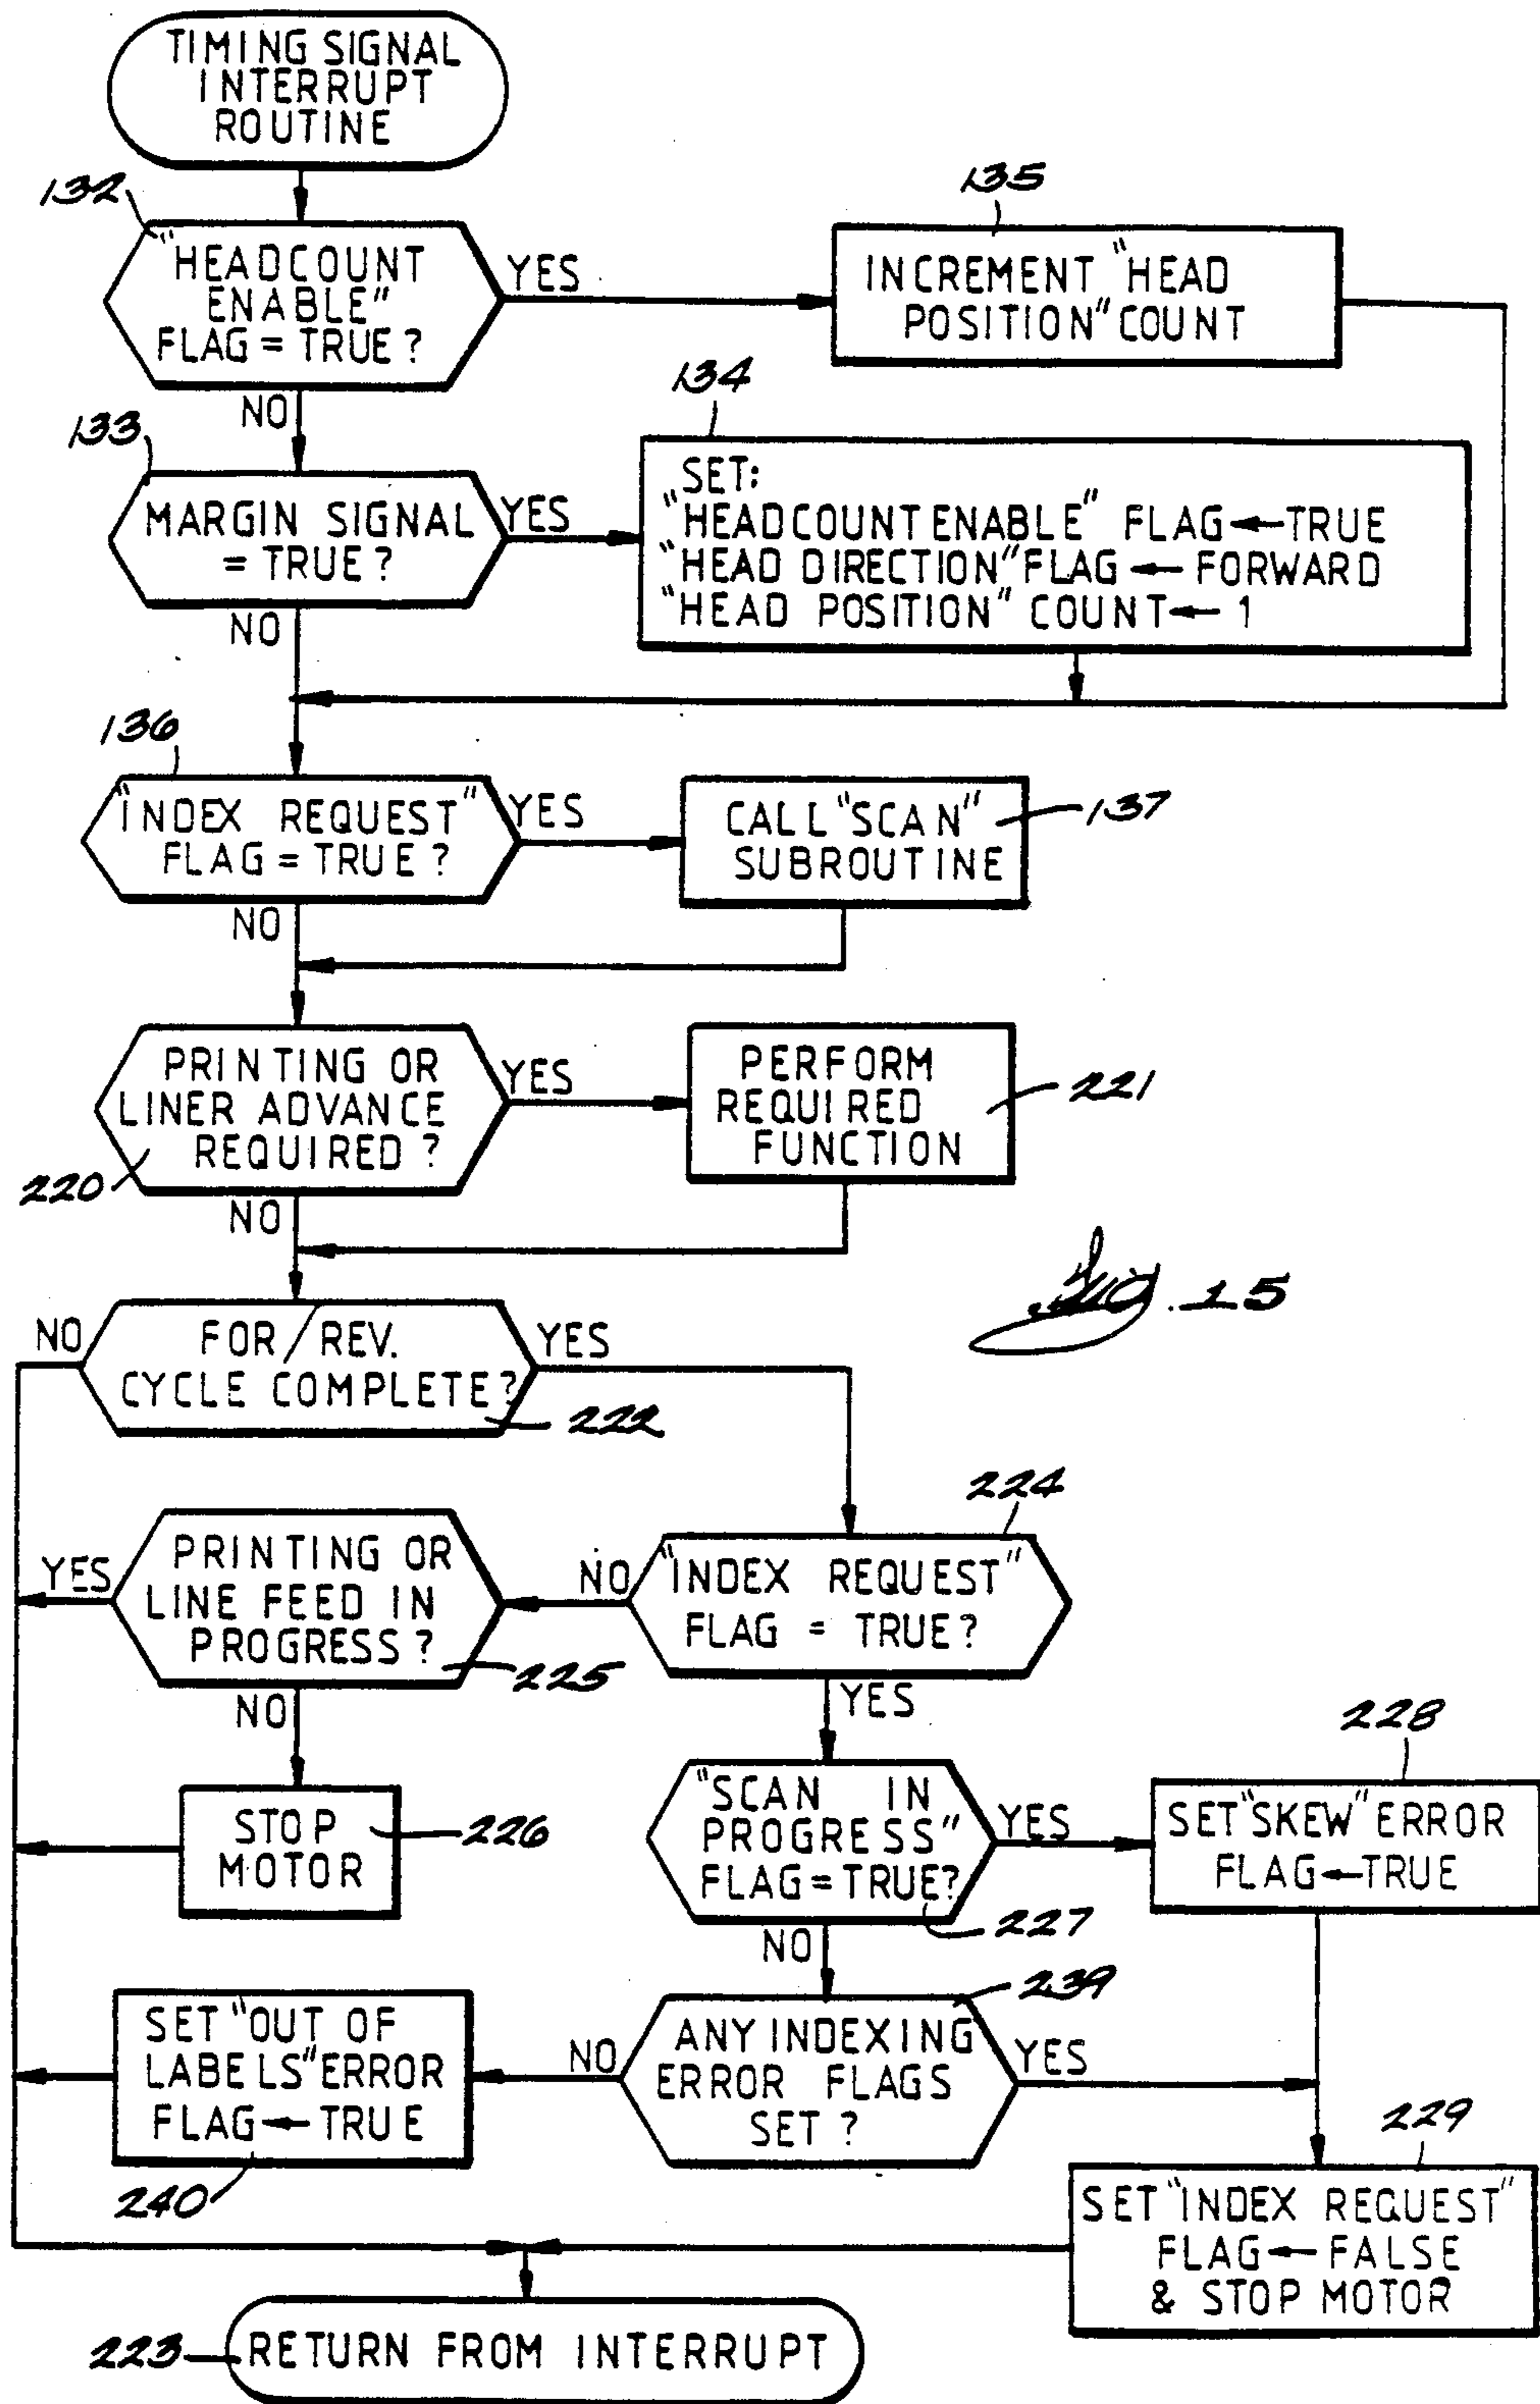 TIMING SIGNAL
INTERRUPT
ROUTINE
132
"HEADCOUNT
ENABLE"
FLAG = TRUE?
YES
NO
135
INCREMENT "HEAD
POSITION" COUNT
133
MARGIN SIGNAL
= TRUE?
YES
NO
134
"SET:
"HEADCOUNT ENABLE" FLAG ← TRUE
"HEAD DIRECTION" FLAG ← FORWARD
"HEAD POSITION" COUNT ← 1
136
"INDEX REQUEST"
FLAG = TRUE?
YES
NO
CALL "SCAN"
SUBROUTINE
137
PRINTING OR
LINER ADVANCE
REQUIRED?
220
YES
NO
PERFORM
REQUIRED
FUNCTION
221
Fig. 15
NO
FOR/REV.
CYCLE COMPLETE?
YES
222
224
"INDEX REQUEST"
FLAG = TRUE?
NO
YES
YES
PRINTING OR
LINE FEED IN
PROGRESS?
225
NO
STOP
MOTOR
226
"SCAN IN
PROGRESS"
FLAG = TRUE?
227
YES
NO
228
SET "SKEW" ERROR
FLAG ← TRUE
239
ANY INDEXING
ERROR FLAGS
SET?
NO
YES
SET "OUT OF
LABELS" ERROR
FLAG ← TRUE
240
229
SET "INDEX REQUEST"
FLAG ← FALSE
& STOP MOTOR
223
RETURN FROM INTERRUPT